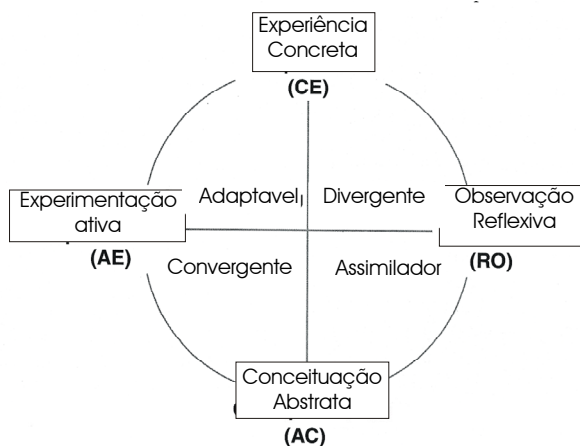 Experiência
Concreta
(CE)
Experimentação
ativa
(AE)
Adaptavel
Divergente
Observação
Reflexiva
(RO)
Convergente
Assimilador
Conceituação
Abstrata
(AC)